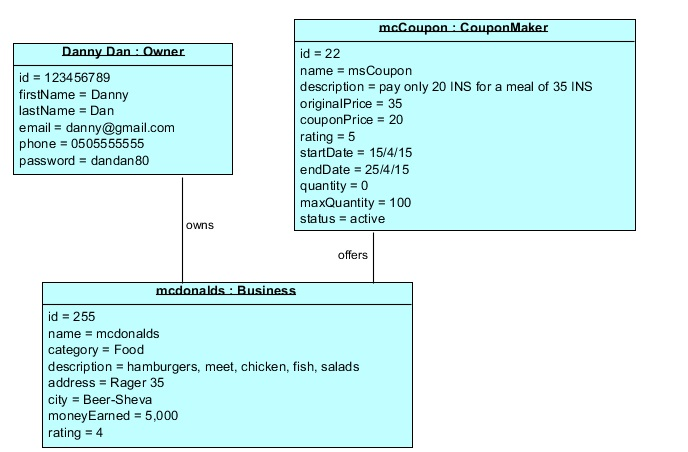 Danny Dan : Owner
id = 123456789
firstName = Danny
lastName = Dan
email = danny@gmail.com
phone = 0505555555
password = dandan80
mcCoupon : CouponMaker
id = 22
name = msCoupon
description = pay only 20 INS for a meal of 35 INS
originalPrice = 35
couponPrice = 20
rating = 5
startDate = 15/4/15
endDate = 25/4/15
quantity = 0
maxQuantity = 100
status = active
owns
offers
mcdonalds : Business
id = 255
name = mcdonalds
category = Food
description = hamburgers, meet, chicken, fish, salads
address = Rager 35
city = Beer-Sheva
moneyEarned = 5,000
rating = 4